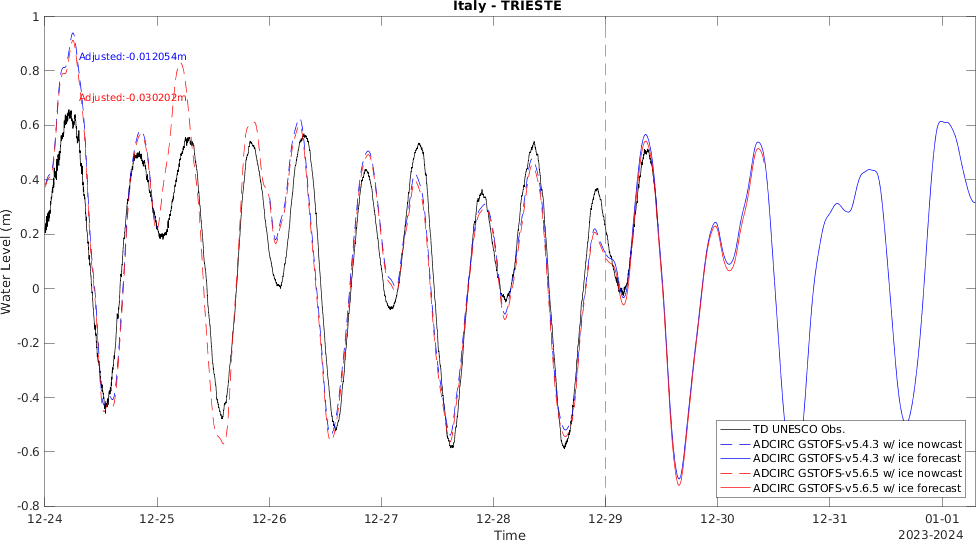 Italy - TRIESTE
Adjusted:-0.012054m
Adjusted:-0.030202m
Water Level (m)
1
0.8
0.6
0.4
0.2
0
-0.2
-0.4
-0.6
-0.8
TD UNESCO Obs.
ADCIRC GSTOFS-v5.4.3 w/ ice nowcast
ADCIRC GSTOFS-v5.4.3 w/ ice forecast
ADCIRC GSTOFS-v5.6.5 w/ ice nowcast
ADCIRC GSTOFS-v5.6.5 w/ ice forecast
12-24 12-25 12-26 12-27 12-28 12-29 12-30 12-31 01-01
Time
2023-2024